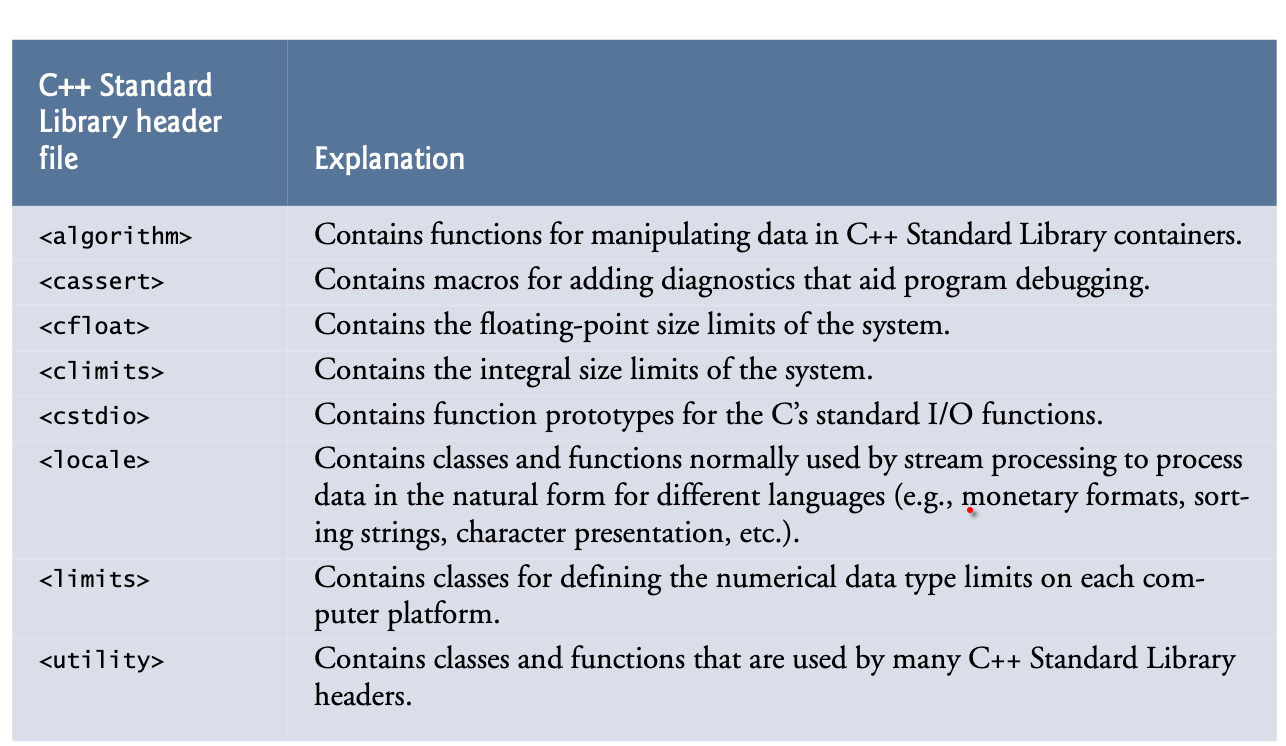 C++ Standard
Library header
file
Explanation
<algorithm>
Contains functions for manipulating data in C++ Standard Library containers.
<cassert>
Contains macros for adding diagnostics that aid program debugging.
<cfloat>
Contains the floating-point size limits of the system.
<climits>
Contains the integral size limits of the system.
<cstdio>
Contains function prototypes for the C’s standard I/O functions.
<locale>
Contains classes and functions normally used by stream processing to process
data in the natural form for different languages (e.g., monetary formats, sort-
ing strings, character presentation, etc.).
<limits>
Contains classes for defining the numerical data type limits on each com-
puter platform.
<utility>
Contains classes and functions that are used by many C++ Standard Library
headers.